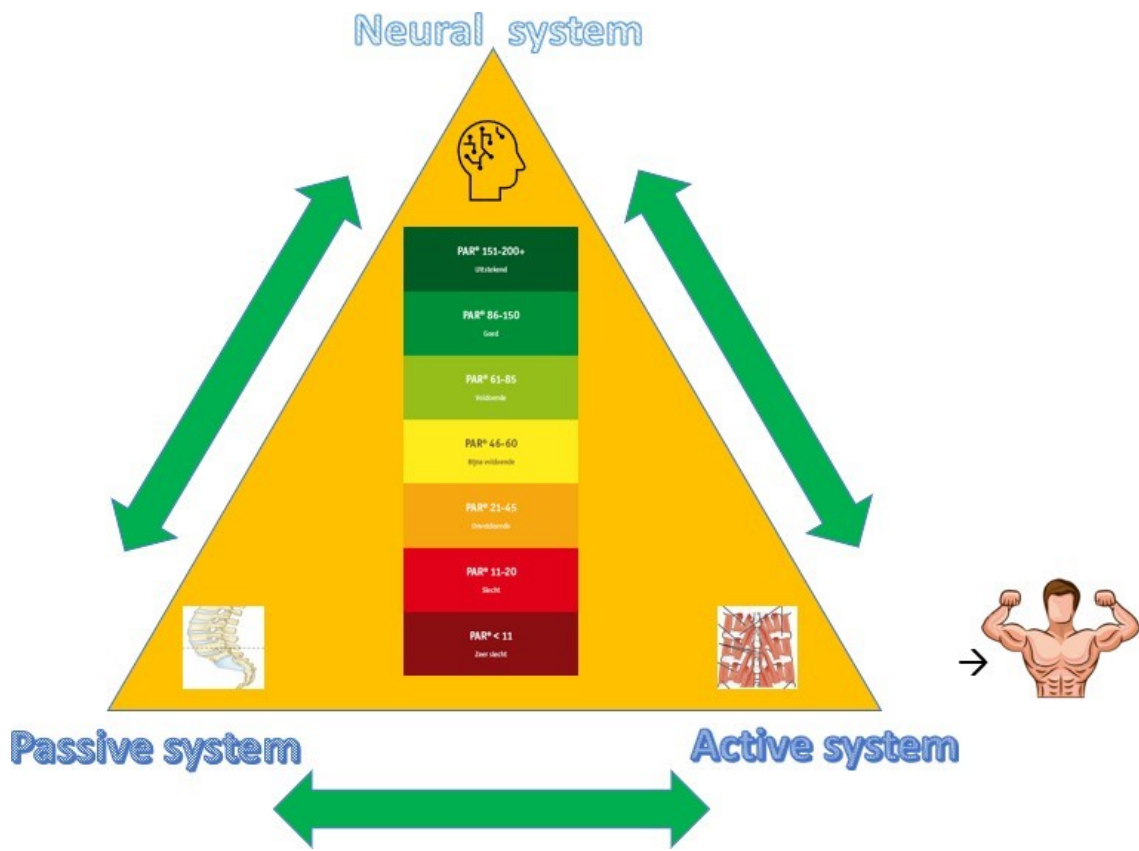 Neural system
PAR® 151-200+
Uitstekend
PAR® 86-150
Goed
PAR® 61-85
Voldoende
PAR® 46-60
Bijna voldoende
PAR® 21-45
Onvoldoende
PAR® 11-20
Slecht
PAR® < 11
Zeer slecht
Passive system
Active system